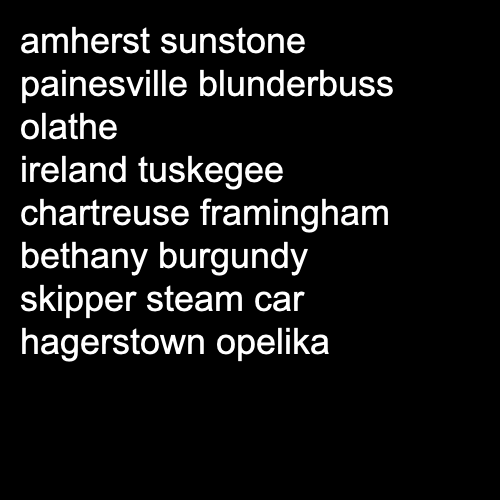 amherst sunstone
painesville blunderbuss
olathe
ireland tuskegee
chartreuse framingham
bethany burgundy
skipper steam car
hagerstown opelika